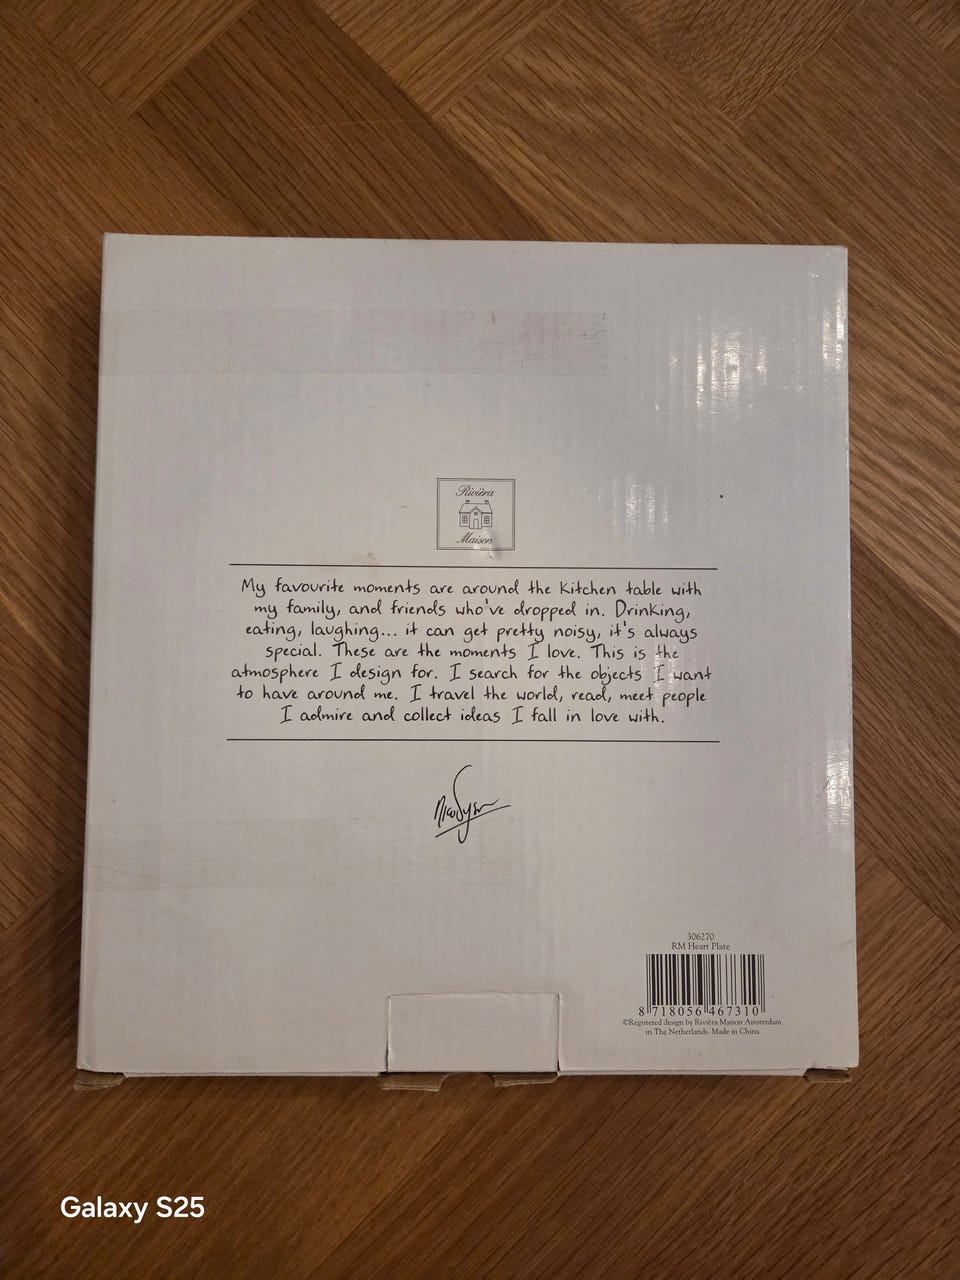 Rivièra
Maison
My favourite moments are around the kitchen table with
my family, and friends who've dropped in. Drinking,
eating, laughing... it can get pretty noisy, it's always
special. These are the moments I love. This is the
atmosphere I design for. I search for the objects I want
to have around me. I travel the world, read, meet people
I admire and collect ideas I fall in love with.
306270
RM Heart Plate
8 718056 467310
©Registered design by Rivièra Maison Amsterdam
in The Netherlands. Made in China
Galaxy S25